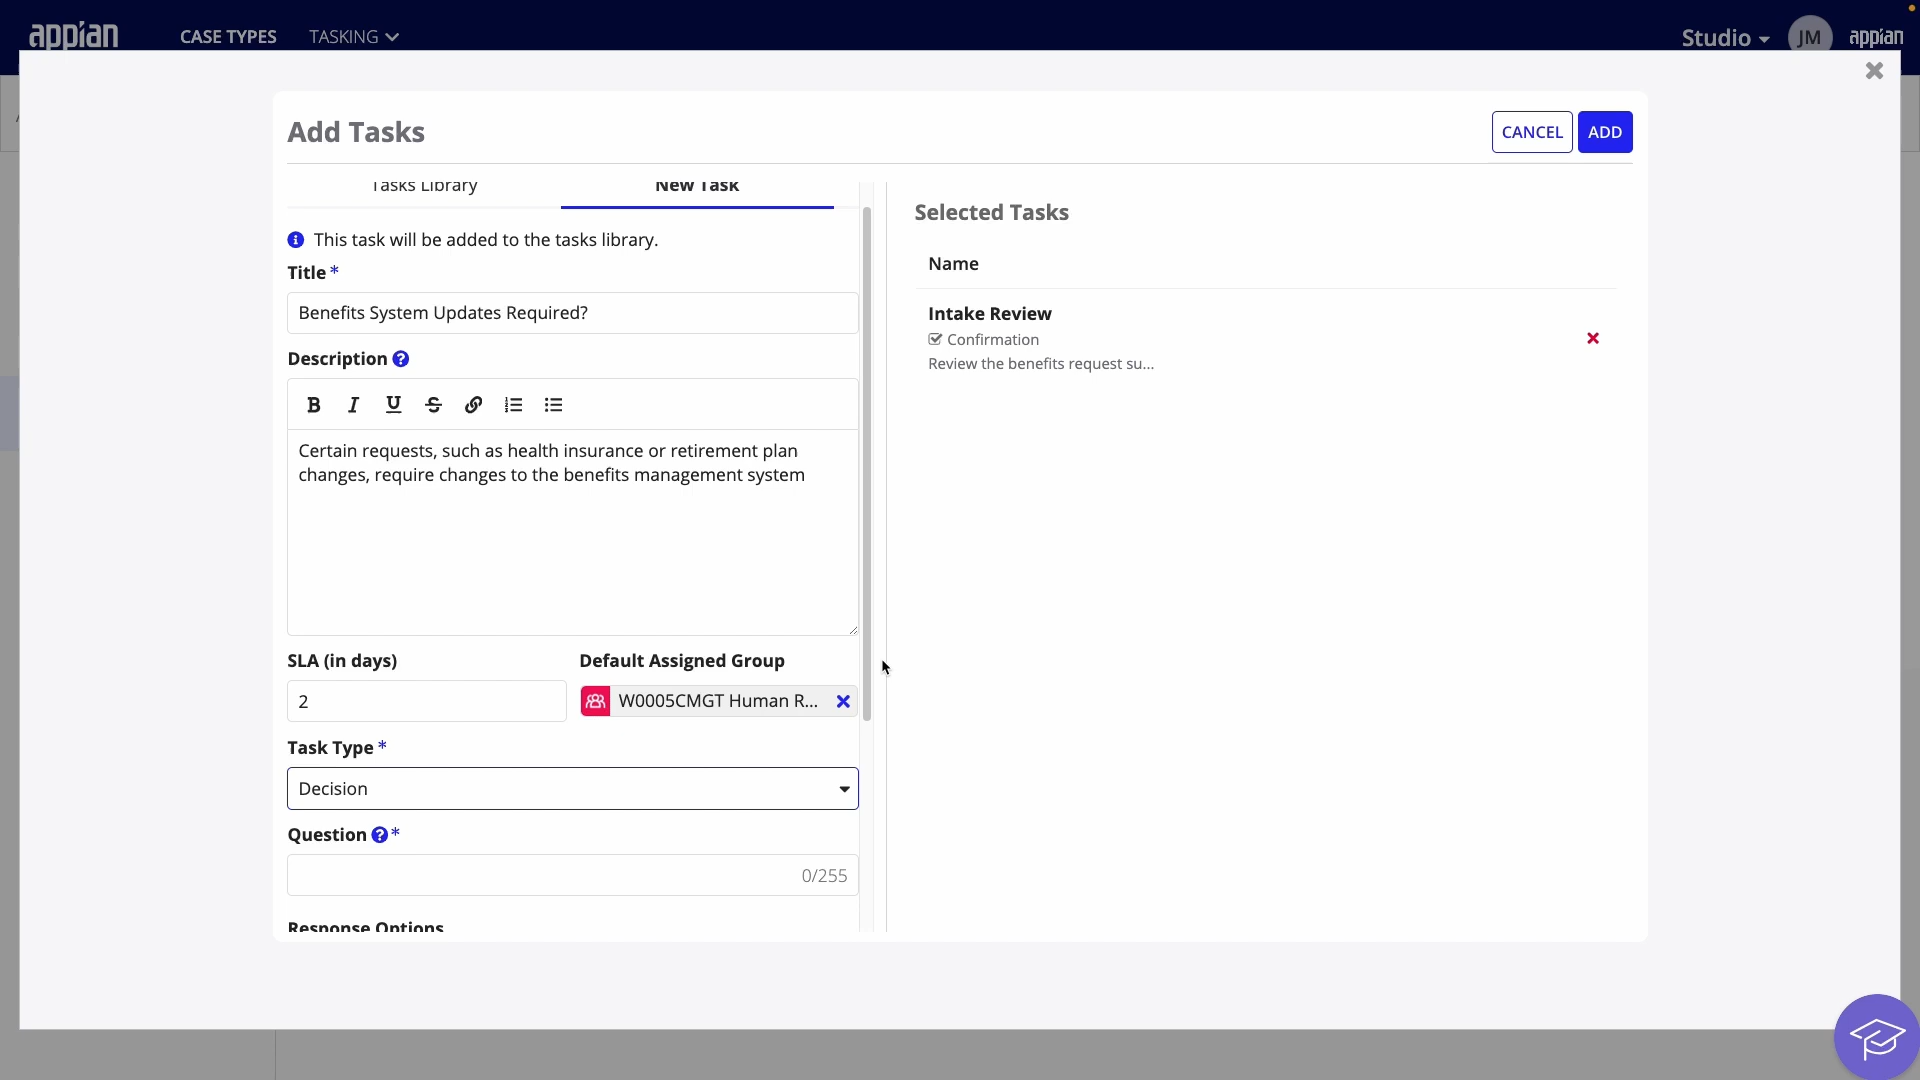 appian
CASE TYPES
TASKING
Studio
JM
appian
Add Tasks
CANCEL
ADD
Tasks Library
New Task
This task will be added to the tasks library.
Title *
Benefits System Updates Required?
Description ?
B I U S
Certain requests, such as health insurance or retirement plan
changes, require changes to the benefits management system
SLA (in days)
Default Assigned Group
2
W0005CMGT Human R...
Task Type *
Decision
Question ? *
0/255
Response Options
Selected Tasks
Name
Intake Review
Confirmation
Review the benefits request su...